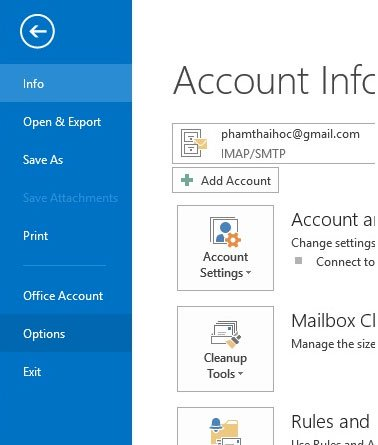 Info
Open & Export
Save As
Save Attachments
Print
Office Account
Options
Exit
Account Info
phamthaihoc@gmail.com
IMAP/SMTP
Add Account
Account
Settings
Account a
Change settings
Connect to
Cleanup
Tools
Mailbox Cl
Manage the size
Rules and
Use Rules and A